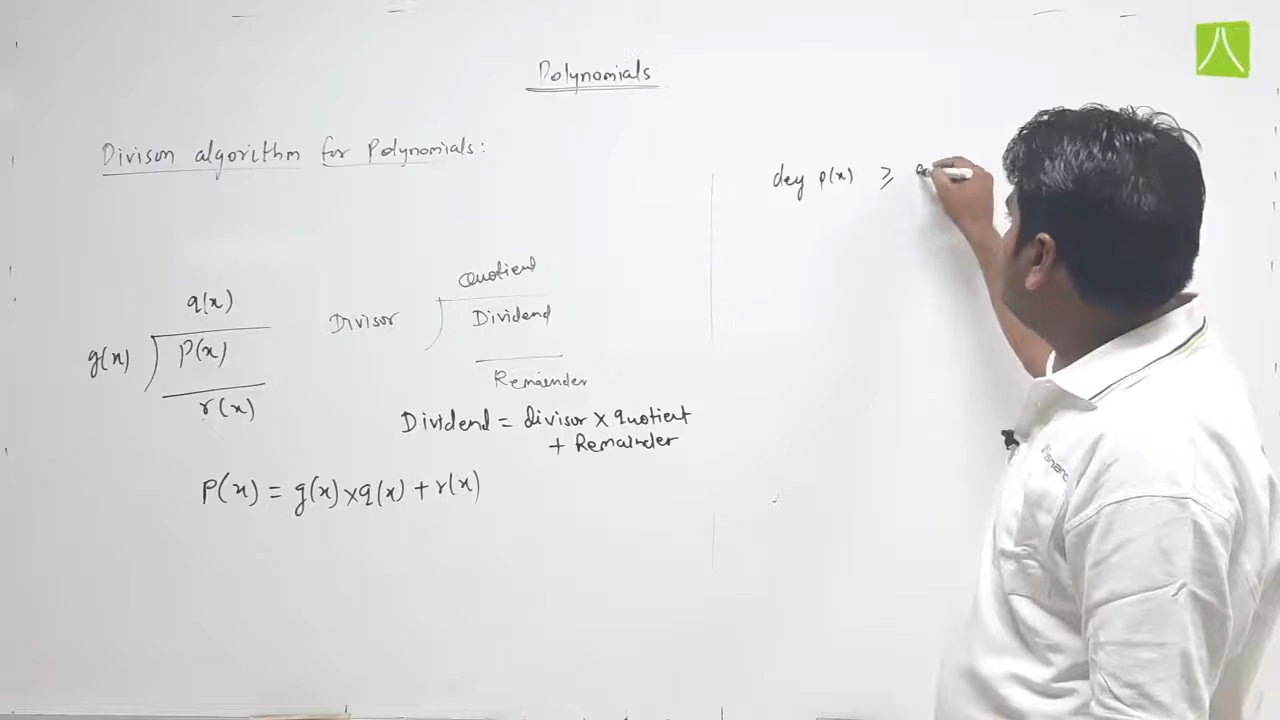 Polynomials
Divison algorithm for Polynomials:
deg p(x) ≥
q(x)
g(x) p(x)
r(x)
Quotient
Divisor Dividend
Remainder
Dividend = divisor x quotient
+ Remainder
P(x) = g(x) x q(x) + r(x)